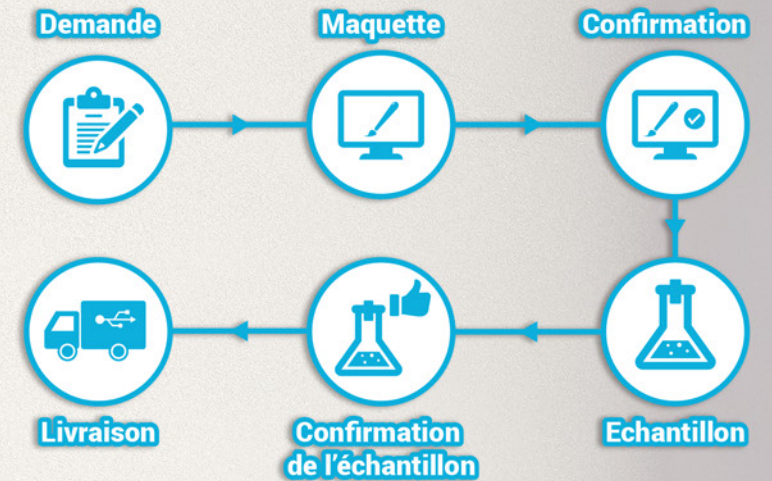 Demande
Maquette
Confirmation
Livraison
Confirmation
de l'échantillon
Echantillon